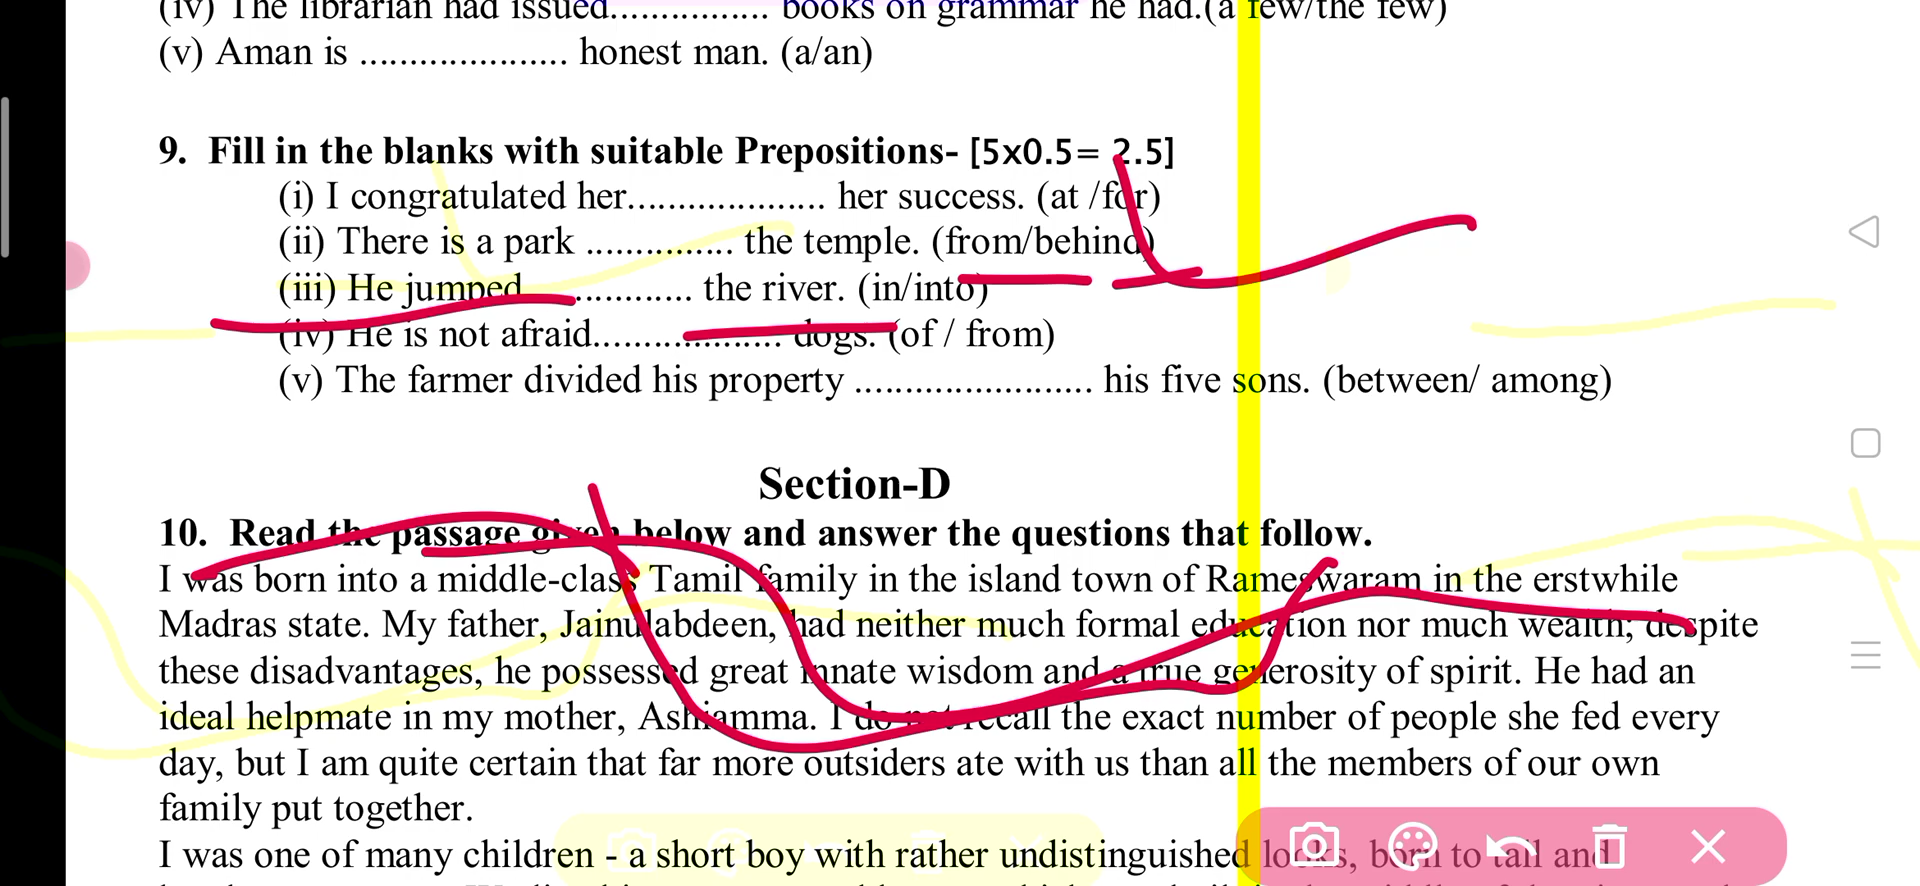 (iv) The librarian had issued................ books on grammar he had.(a few/the few)
(v) Aman is ..................... honest man. (a/an)
9. Fill in the blanks with suitable Prepositions- [5x0.5= 2.5]
(i) I congratulated her.................... her success. (at /for)
(ii) There is a park ............... the temple. (from/behind)
(iii) He jumped................. the river. (in/into)
(iv) He is not afraid................... dogs. (of / from)
(v) The farmer divided his property ........................ his five sons. (between/ among)
Section-D
10. Read the passage given below and answer the questions that follow.
I was born into a middle-class Tamil family in the island town of Rameswaram in the erstwhile
Madras state. My father, Jainulabdeen, had neither much formal education nor much wealth; despite
these disadvantages, he possessed great innate wisdom and a true generosity of spirit. He had an
ideal helpmate in my mother, Ashiamma. I do not recall the exact number of people she fed every
day, but I am quite certain that far more outsiders ate with us than all the members of our own
family put together.
I was one of many children - a short boy with rather undistinguished looks, born to tall and